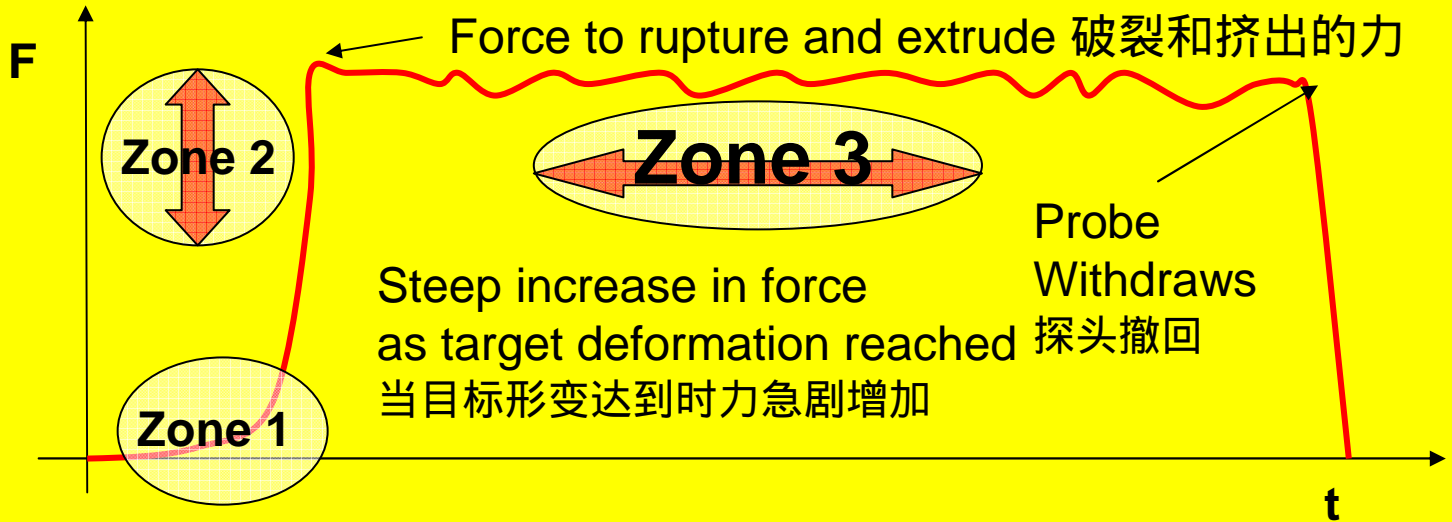 F
Force to rupture and extrude 破裂和挤出的力
Zone 2
Zone 3
Probe
Withdraws
探头撤回
Steep increase in force
as target deformation reached
当目标形变达到时力急剧增加
Zone 1
t